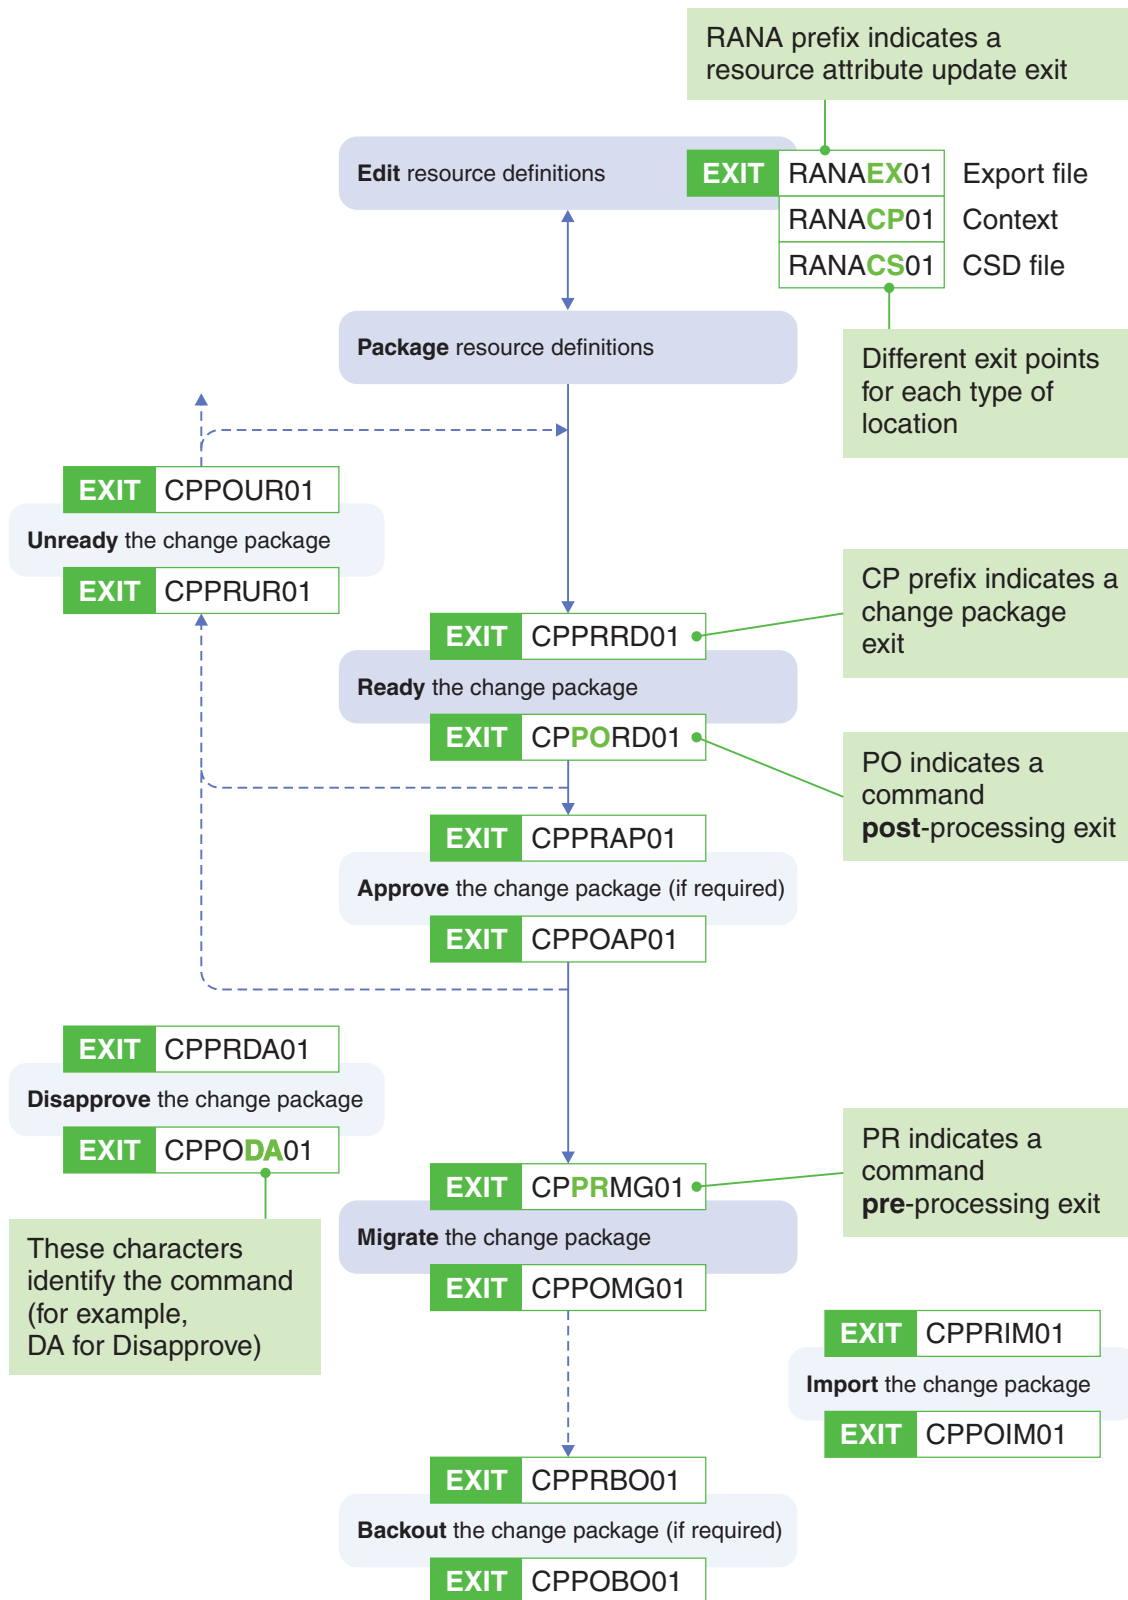 RANA prefix indicates a
resource attribute update exit
Edit resource definitions
EXIT RANAEX01 Export file
RANACP01 Context
RANACS01 CSD file
Package resource definitions
Different exit points
for each type of
location
EXIT CPPOUR01
Unready the change package
EXIT CPPRUR01
CP prefix indicates a
change package
exit
EXIT CPPRRD01
Ready the change package
EXIT CPPORD01
PO indicates a
command
post-processing exit
EXIT CPPRAP01
Approve the change package (if required)
EXIT CPPOAP01
EXIT CPPRDA01
Disapprove the change package
EXIT CPPODA01
These characters
identify the command
(for example,
DA for Disapprove)
PR indicates a
command
pre-processing exit
EXIT CPPRMG01
Migrate the change package
EXIT CPPOMG01
EXIT CPPRIM01
Import the change package
EXIT CPPOIM01
EXIT CPPRBO01
Backout the change package (if required)
EXIT CPPOBO01